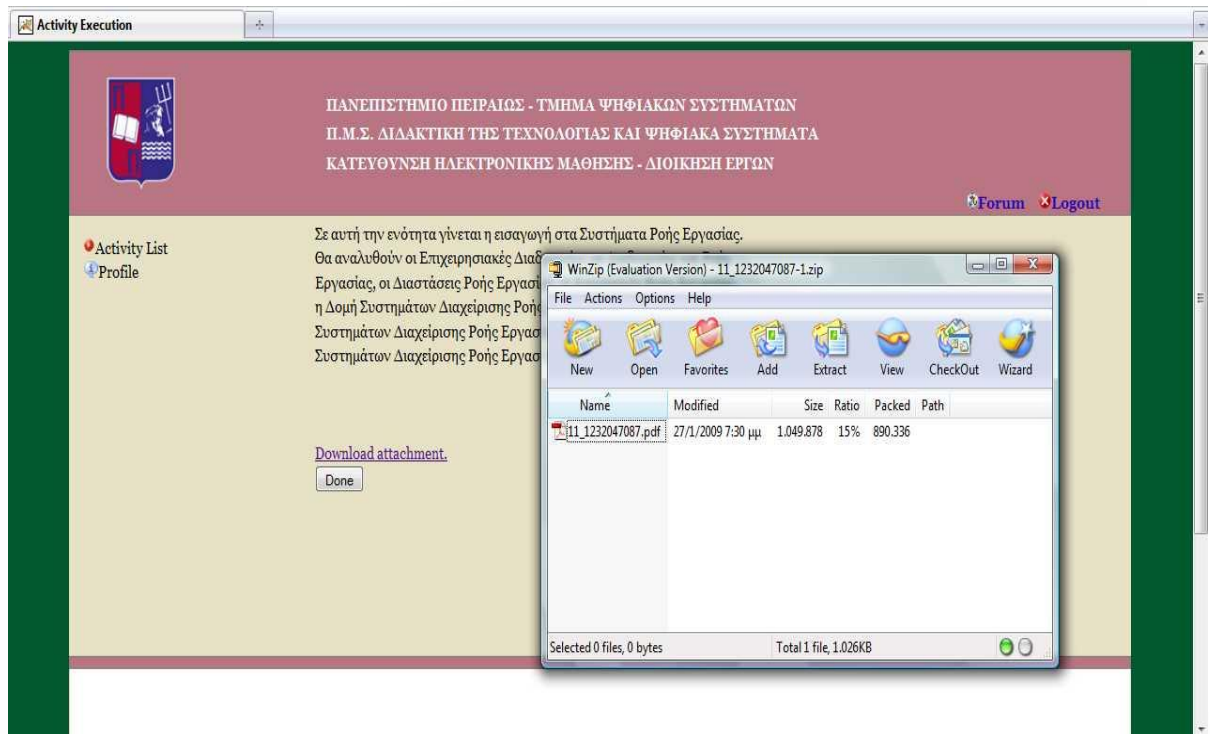 Activity Execution
ΠΑΝΕΠΙΣΤΗΜΙΟ ΠΕΙΡΑΙΩΣ - ΤΜΗΜΑ ΨΗΦΙΑΚΩΝ ΣΥΣΤΗΜΑΤΩΝ
Π.Μ.Σ. ΔΙΔΑΚΤΙΚΗ ΤΗΣ ΤΕΧΝΟΛΟΓΙΑΣ ΚΑΙ ΨΗΦΙΑΚΑ ΣΥΣΤΗΜΑΤΑ
ΚΑΤΕΥΘΥΝΣΗ ΗΛΕΚΤΡΟΝΙΚΗΣ ΜΑΘΗΣΗΣ - ΔΙΟΙΚΗΣΗ ΕΡΓΩΝ
Forum Logout
Activity List
Profile
Σε αυτή την ενότητα γίνεται η εισαγωγή στα Συστήματα Ροής Εργασίας.
Θα αναλυθούν οι Επιχειρησιακές
Εργασίας, οι Διαστάσεις Ροής
η Δομή Συστημάτων Διαχείρισης
Συστημάτων Διαχείρισης Ροής
Συστημάτων Διαχείρισης Ροής
Download attachment.
Done
WinZip (Evaluation Version) - 11_1232047087-1.zip
File Actions Options Help
New Open Favorites Add Extract View CheckOut Wizard
Name Modified Size Ratio Packed Path
11_1232047087.pdf 27/1/2009 7:30 μμ 1.049.878 15% 890.336
Selected 0 files, 0 bytes Total 1 file, 1.026KB